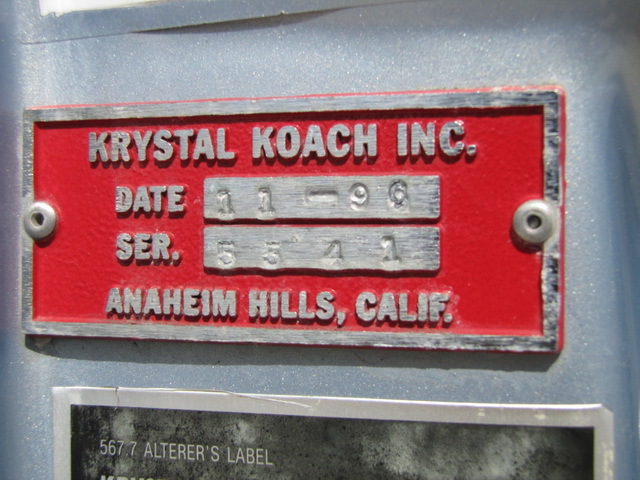 KRYSTAL KOACH INC.
DATE 11-96
SER. 5541
ANAHEIM HILLS, CALIF.
567.7 ALTERER'S LABEL